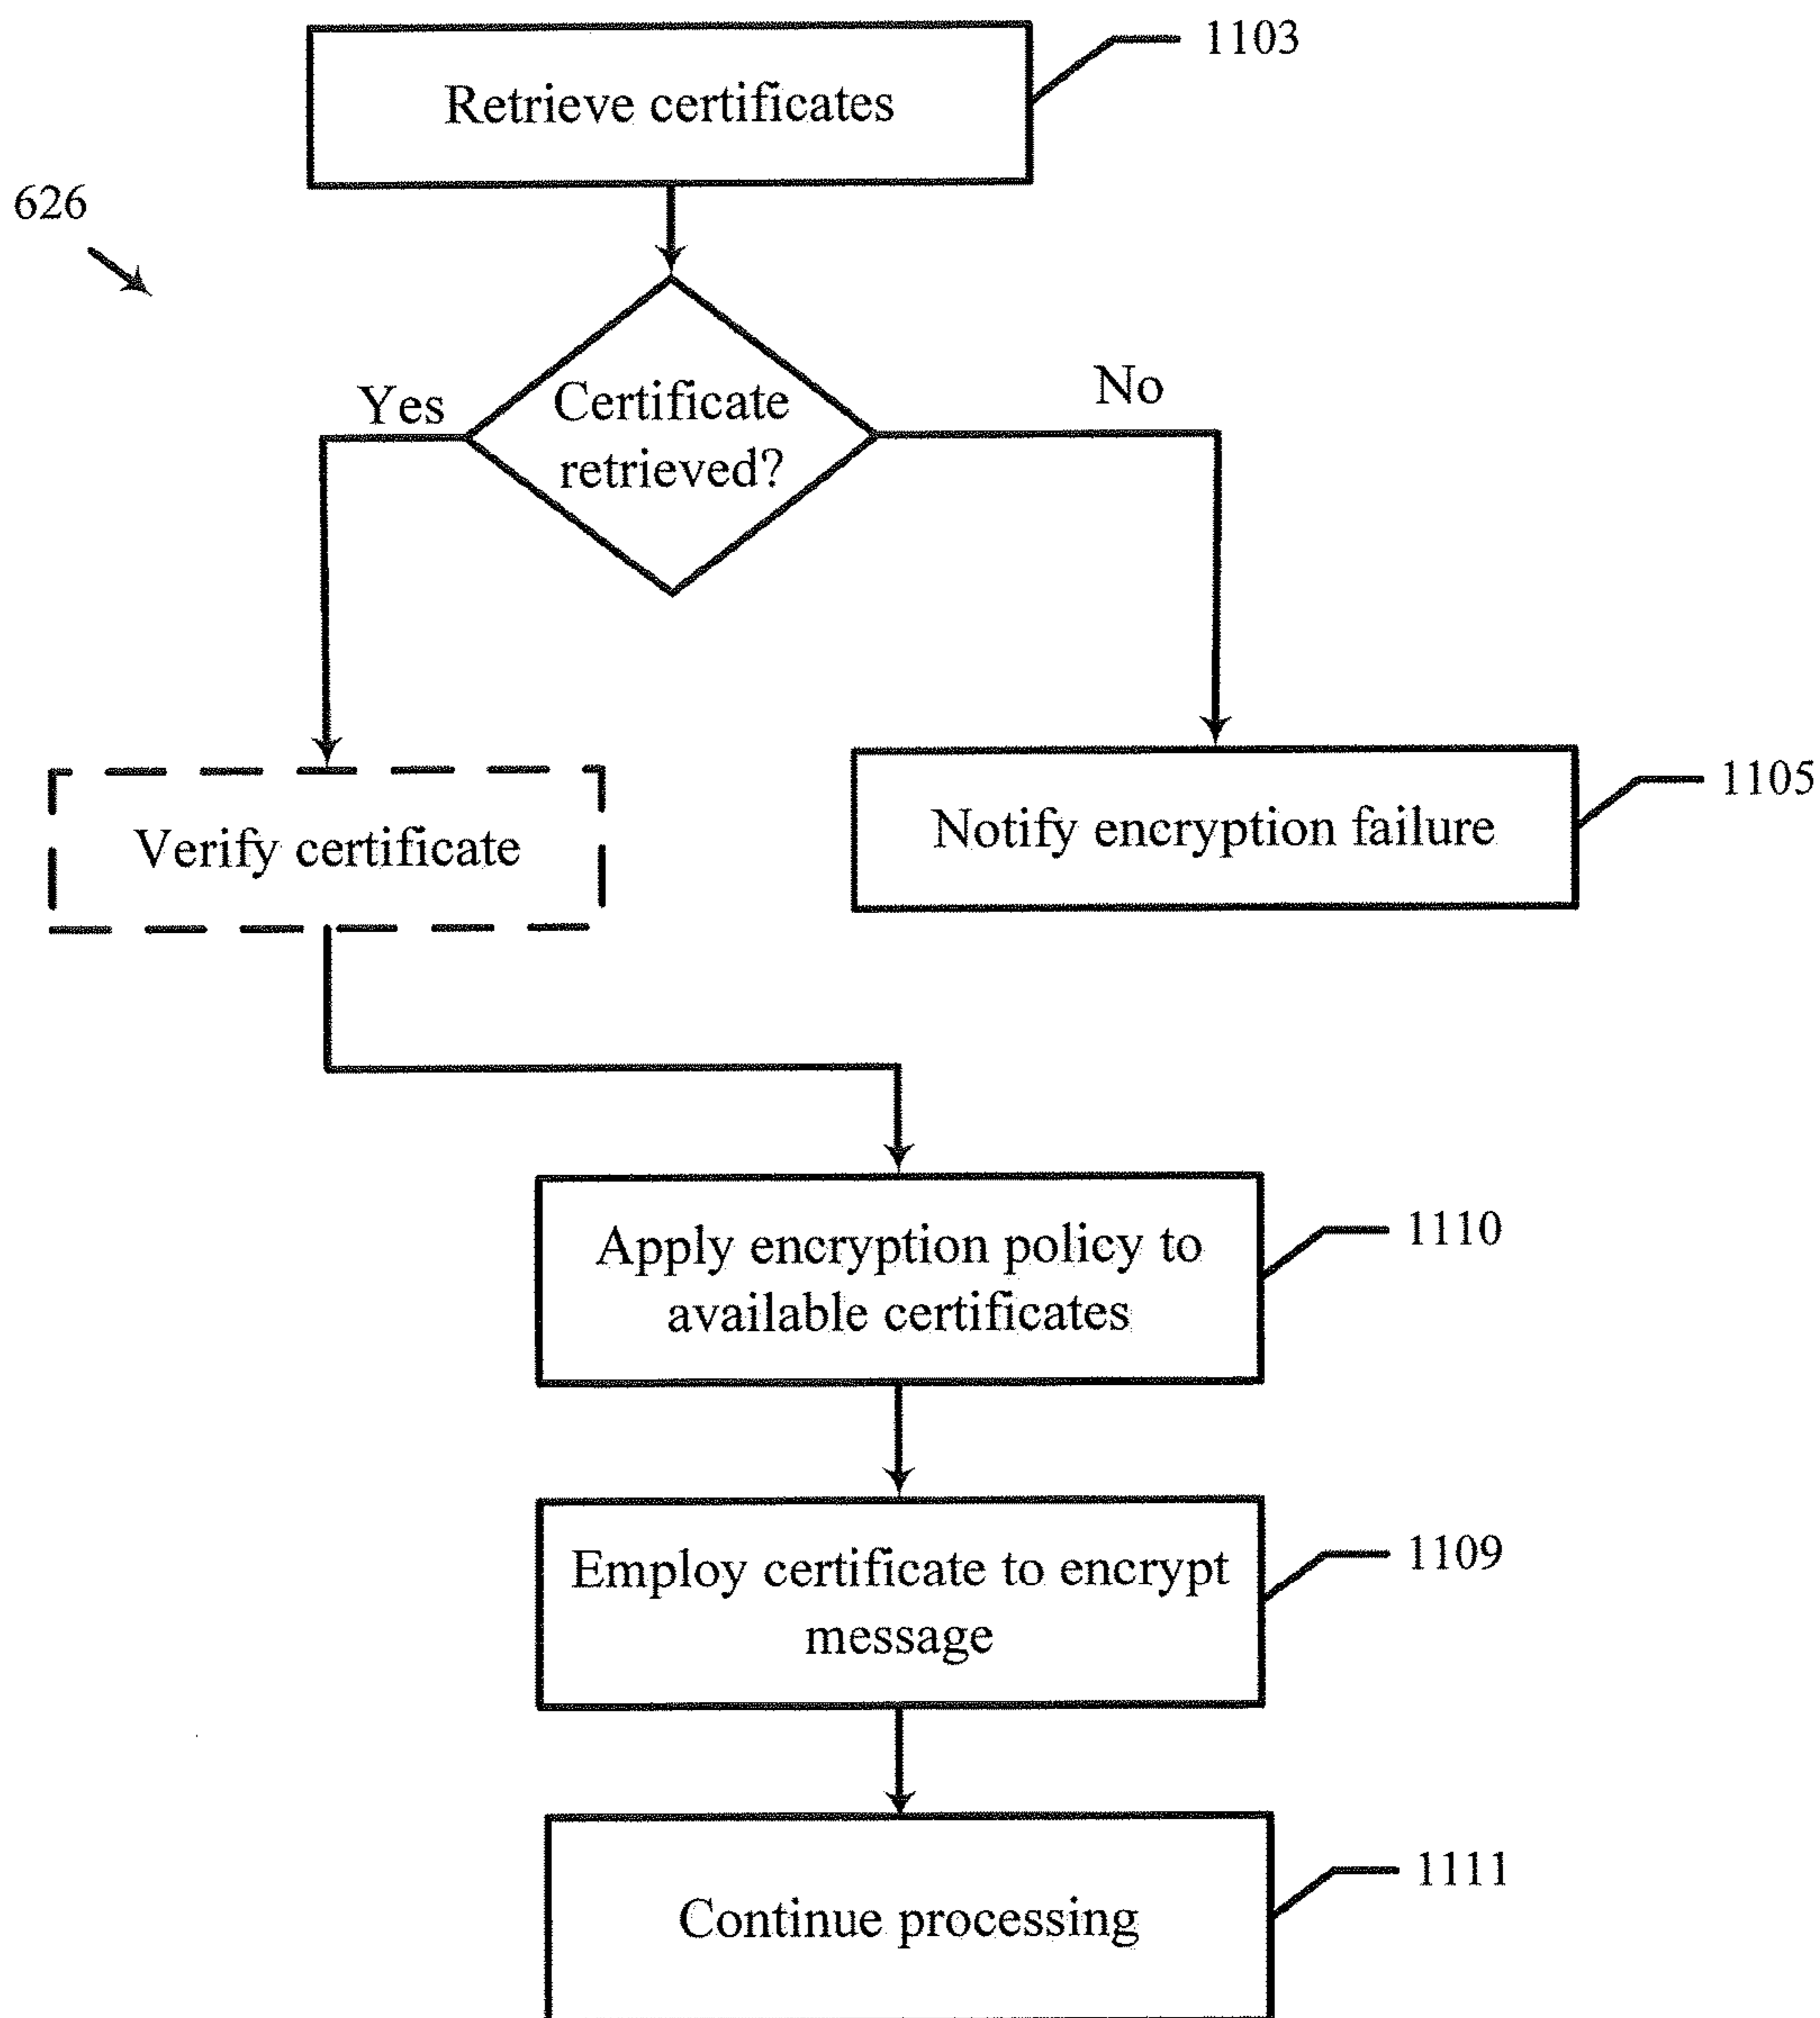 1103
Retrieve certificates
626
Yes
Certificate
retrieved?
No
1105
Verify certificate
Notify encryption failure
1110
Apply encryption policy to
available certificates
1109
Employ certificate to encrypt
message
1111
Continue processing